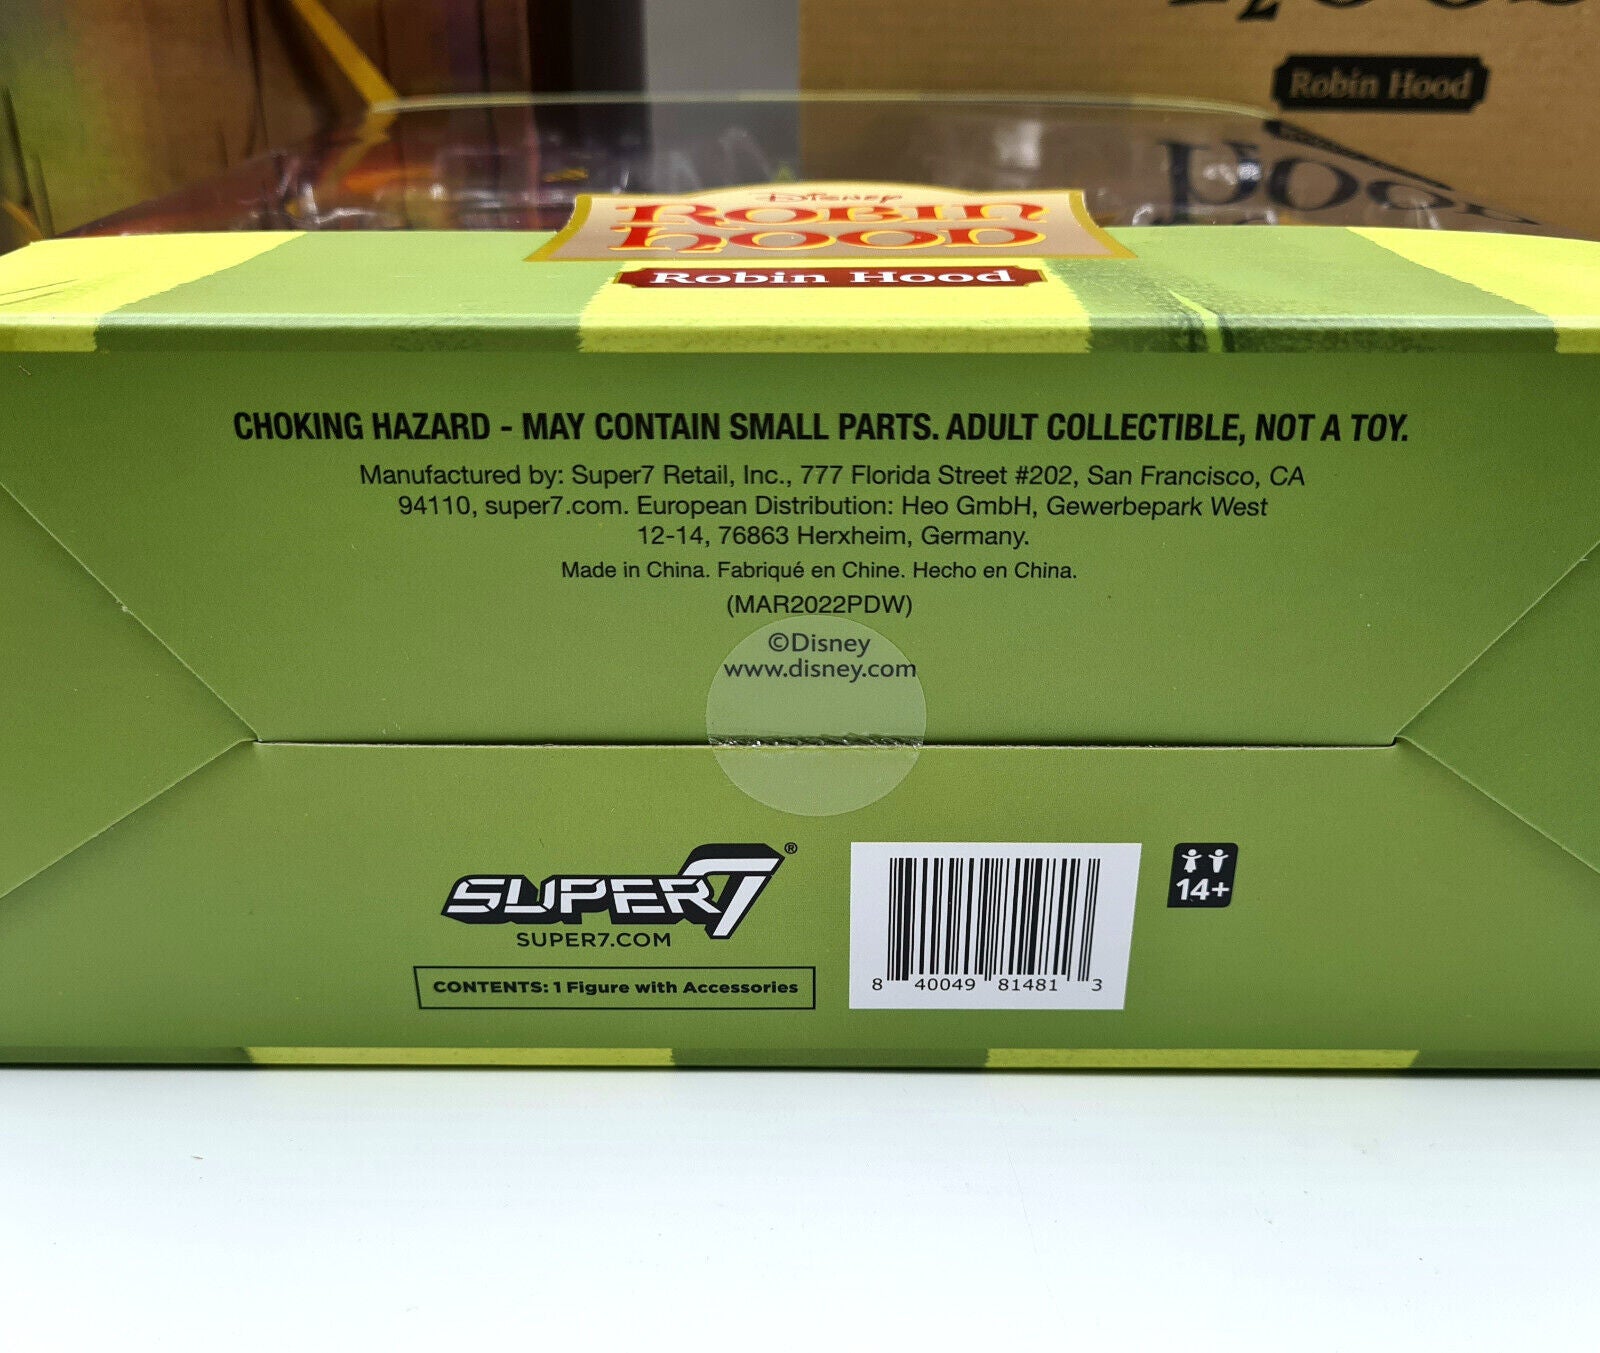 Robin Hood
Disney
ROBIN
HOOD
Robin Hood
CHOKING HAZARD - MAY CONTAIN SMALL PARTS. ADULT COLLECTIBLE, NOT A TOY.
Manufactured by: Super7 Retail, Inc., 777 Florida Street #202, San Francisco, CA
94110, super7.com. European Distribution: Heo GmbH, Gewerbepark West
12-14, 76863 Herxheim, Germany.
Made in China. Fabriqué en Chine. Hecho en China.
(MAR2022PDW)
©Disney
www.disney.com
SUPER7®
SUPER7.COM
CONTENTS: 1 Figure with Accessories
8 40049 81481 3
14+